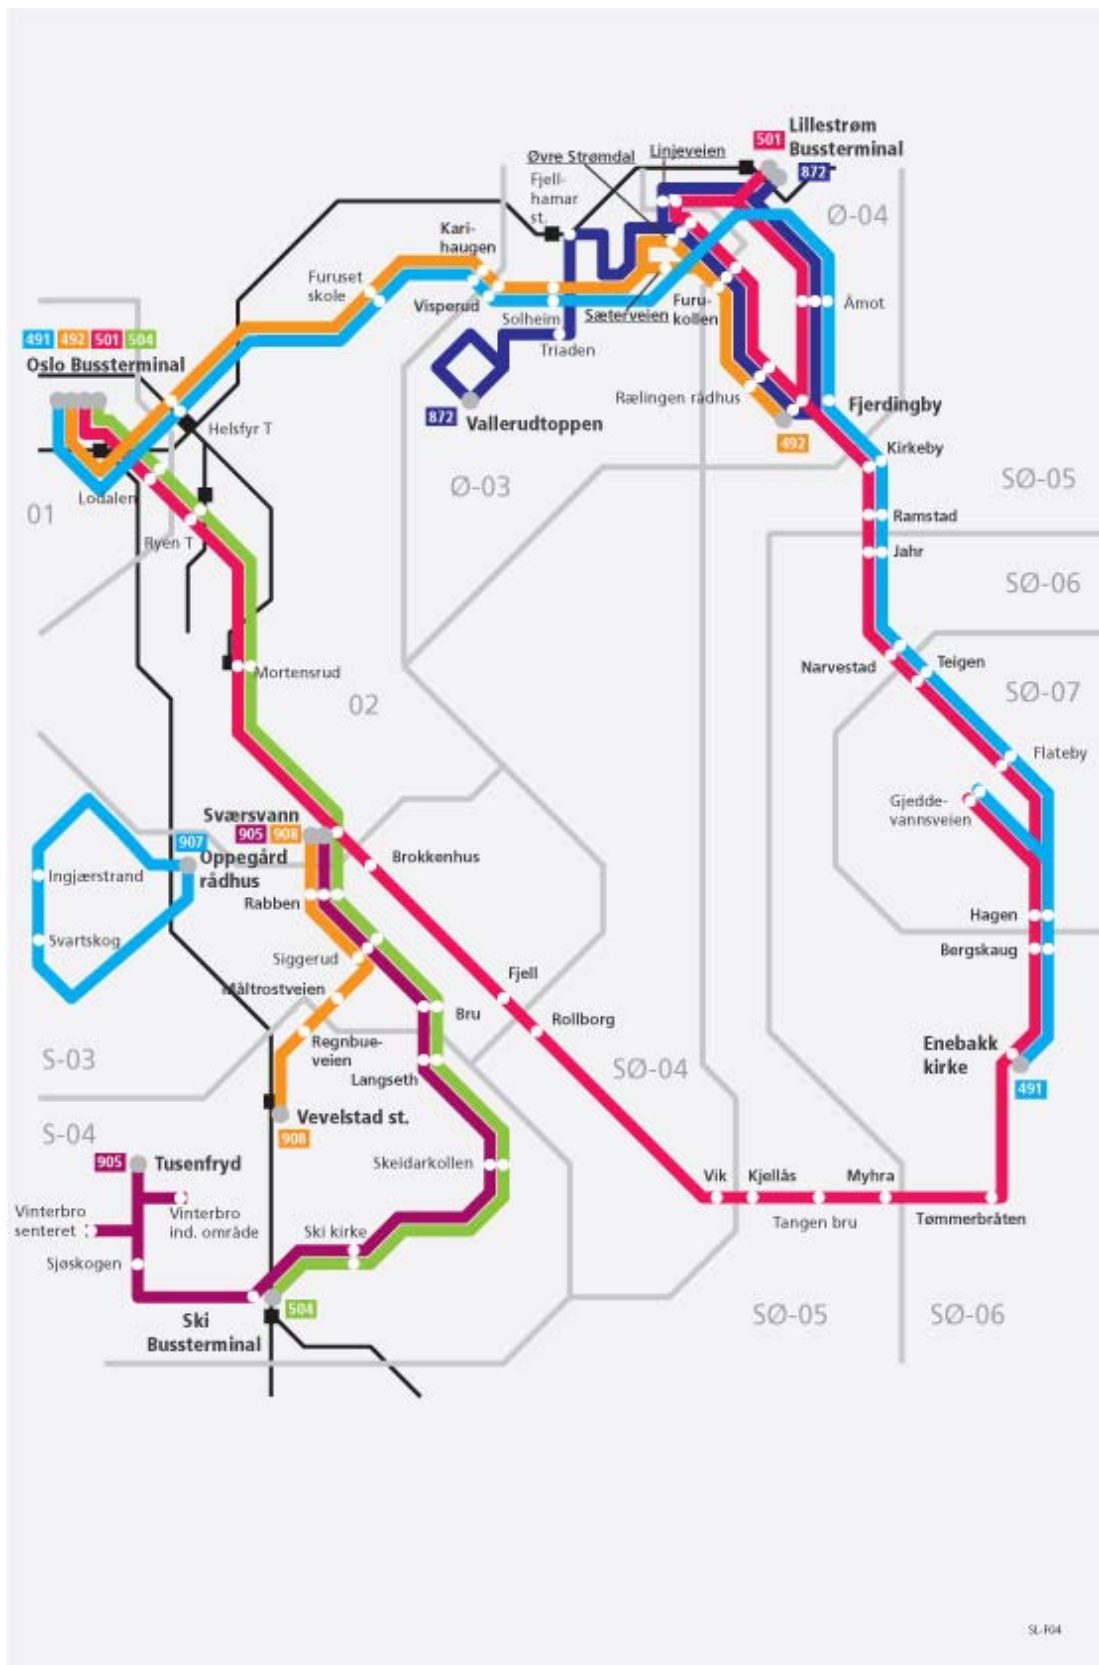 Lillestrøm
Bussterminal
501
872
Linjeveien
Øvre Strømdal
Fjell-
hamar
st.
Ø-04
Kari-
haugen
Furuset
skole
Visperud
Solheim
Sæterveien
Furu-
kollen
Åmot
Triaden
491 492 501 504
Oslo Bussterminal
Rælingen rådhus
Fjerdingby
872
Vallerudtoppen
492
Helsfyr T
Kirkeby
Ø-03
SØ-05
Lodalen
01
Ramstad
Ryen T
Jahr
SØ-06
Narvestad
Teigen
Mortensrud
02
SØ-07
Flateby
Gjedde-
vannsveien
Sværsvann
905 908
907
Oppegård
rådhus
Brokkenhus
Ingjærstrand
Rabben
Hagen
Svartskog
Bergskaug
Siggerud
Fjell
Måltrostveien
Bru
Rollborg
Regnbue-
veien
Enebakk
kirke
S-03
Langseth
SØ-04
491
Vevelstad st.
908
S-04
905
Tusenfryd
Skeidarkollen
Vik
Kjellås
Myhra
Vinterbro
senteret
Vinterbro
ind. område
Tangen bru
Tømmerbråten
Ski kirke
Sjøskogen
504
Ski
Bussterminal
SØ-05
SØ-06
SL-F04